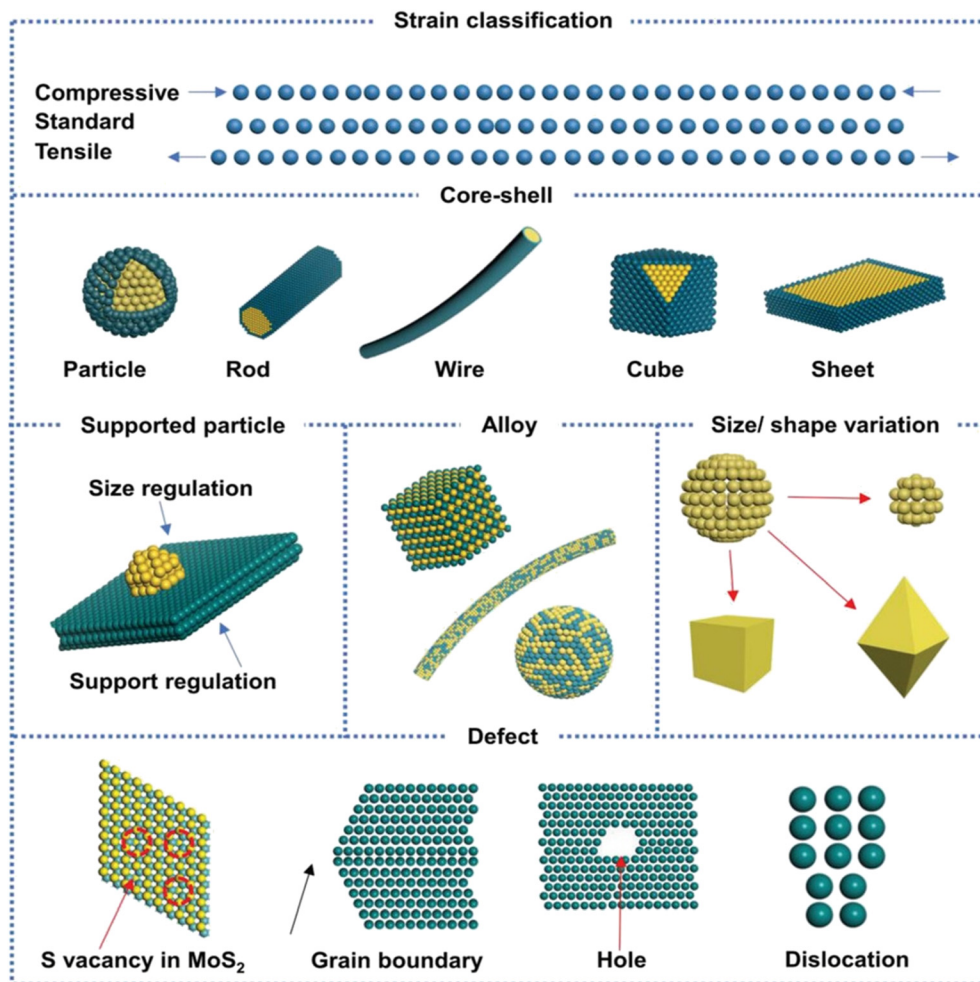 Strain classification
Compressive
Standard
Tensile
Core-shell
Particle
Rod
Wire
Cube
Sheet
Supported particle
Alloy
Size/ shape variation
Size regulation
Support regulation
Defect
S vacancy in MoS₂
Grain boundary
Hole
Dislocation